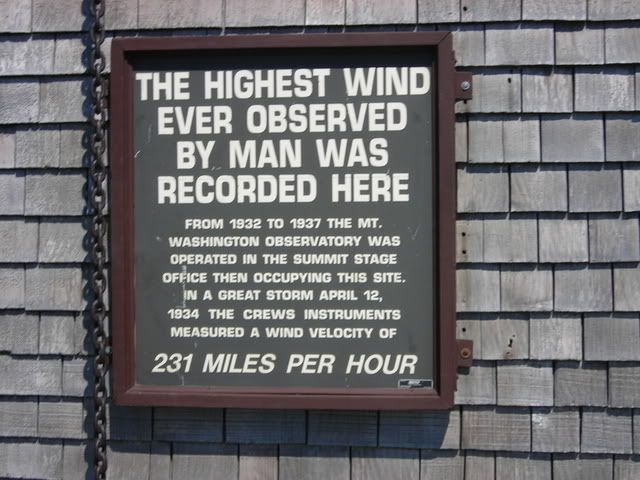 THE HIGHEST WIND
EVER OBSERVED
BY MAN WAS
RECORDED HERE
FROM 1932 TO 1937 THE MT.
WASHINGTON OBSERVATORY WAS
OPERATED IN THE SUMMIT STAGE
OFFICE THEN OCCUPYING THIS SITE.
IN A GREAT STORM APRIL 12,
1934 THE CREWS INSTRUMENTS
MEASURED A WIND VELOCITY OF
231 MILES PER HOUR